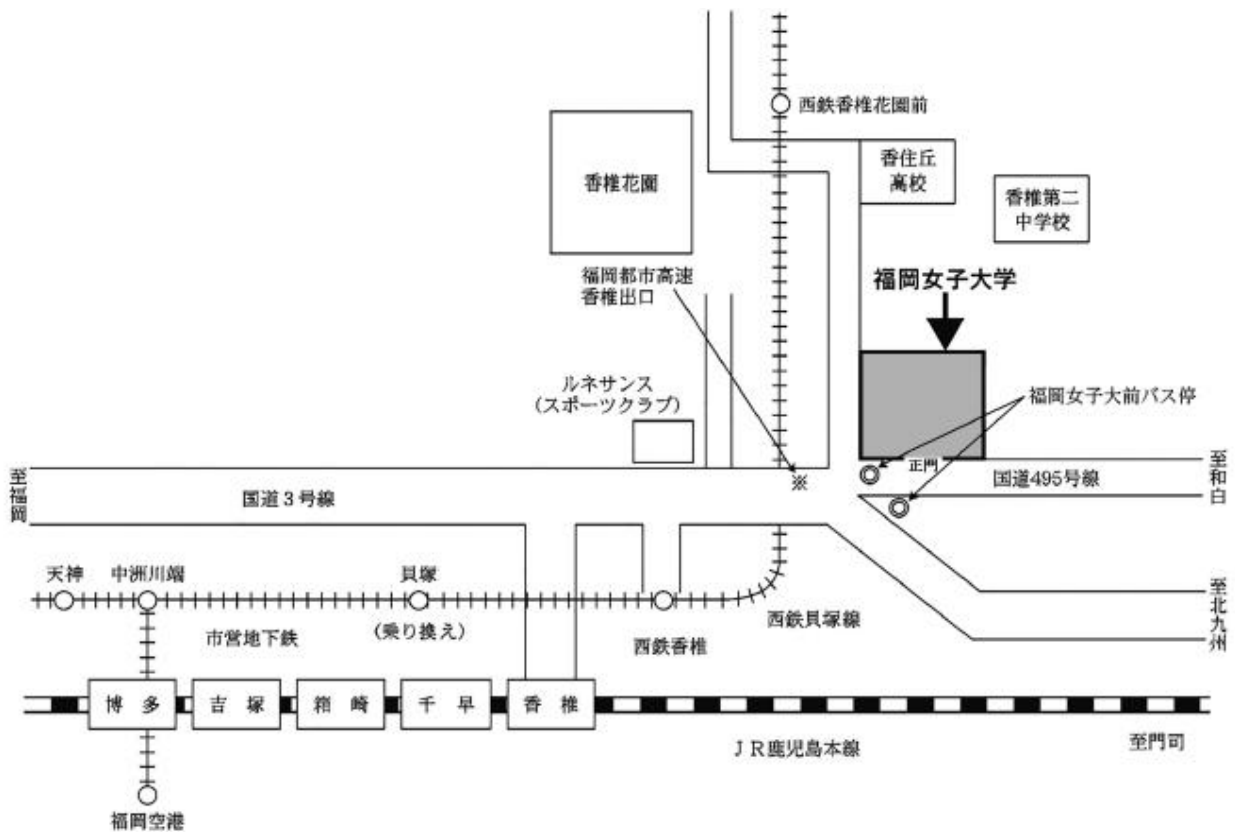 西鉄香椎花園前
香住丘
高校
香椎花園
香椎第二
中学校
福岡都市高速
香椎出口
福岡女子大学
ルネサンス
(スポーツクラブ)
福岡女子大前バス停
至福岡
国道3号線
※
正門
国道495号線
至和白
天神
中洲川端
貝塚
(乗り換え)
市営地下鉄
西鉄香椎
西鉄貝塚線
至北九州
博多
吉塚
箱崎
千早
香椎
JR鹿児島本線
至門司
福岡空港